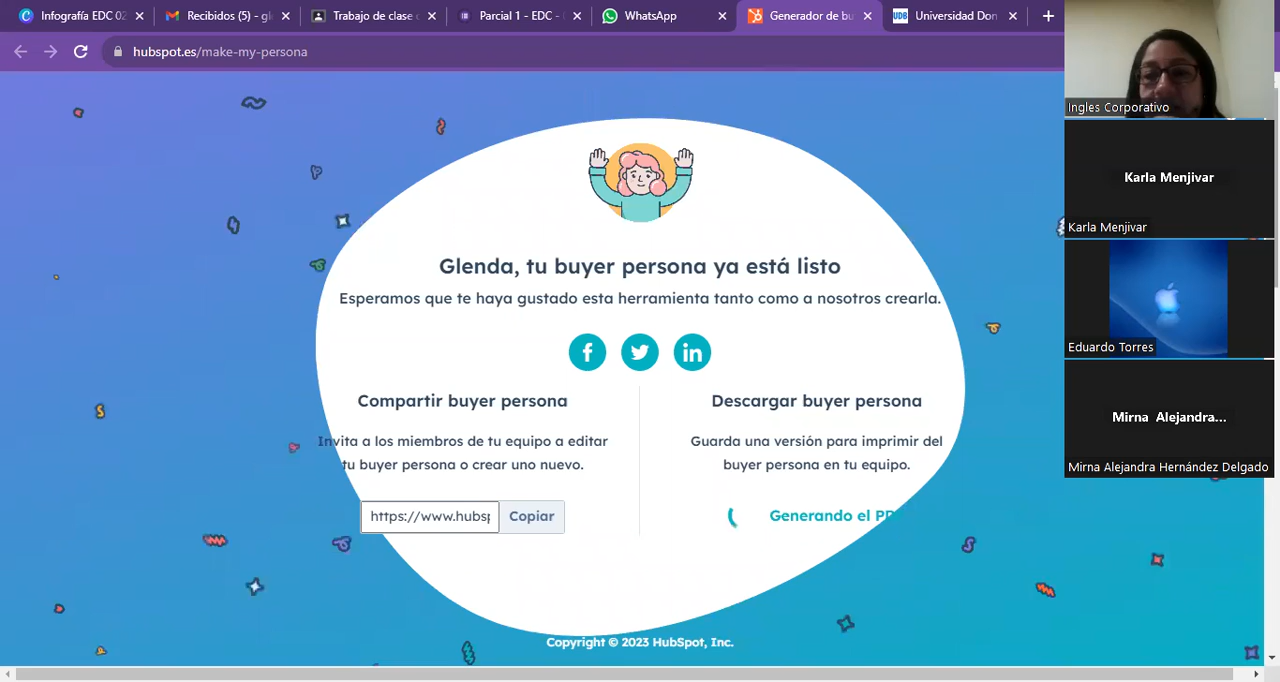 Infografía EDC 02
Recibidos (5) - gl
Trabajo de clase
Parcial 1 - EDC -
WhatsApp
Generador de bu
UDB
Universidad Don
hubspot.es/make-my-persona
Ingles Corporativo
Karla Menjivar
Karla Menjivar
Eduardo Torres
Mirna Alejandra...
Mirna Alejandra Hernández Delgado
Glenda, tu buyer persona ya está listo
Esperamos que te haya gustado esta herramienta tanto como a nosotros crearla.
Compartir buyer persona
Invita a los miembros de tu equipo a editar
tu buyer persona o crear uno nuevo.
https://www.hubsp
Copiar
Descargar buyer persona
Guarda una versión para imprimir del
buyer persona en tu equipo.
Generando el PD
Copyright © 2023 HubSpot, Inc.